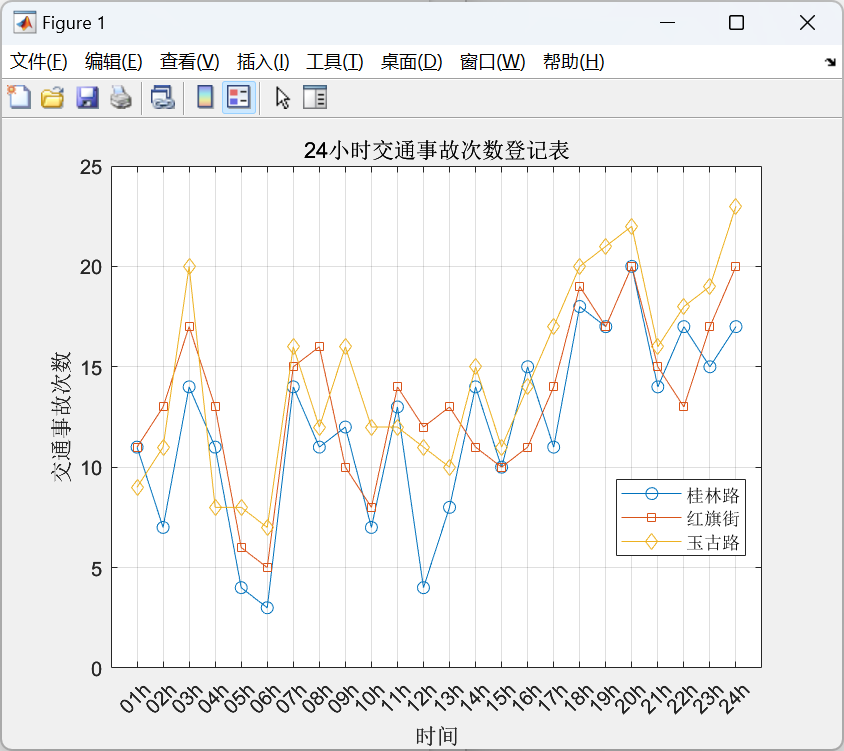 Figure 1
文件(F) 编辑(E) 查看(V) 插入(I) 工具(T) 桌面(D) 窗口(W) 帮助(H)
24小时交通事故次数登记表
25
20
15
10
5
0
交通事故次数
桂林路
红旗街
玉古路
01h 02h 03h 04h 05h 06h 07h 08h 09h 10h 11h 12h 13h 14h 15h 16h 17h 18h 19h 20h 21h 22h 23h 24h
时间